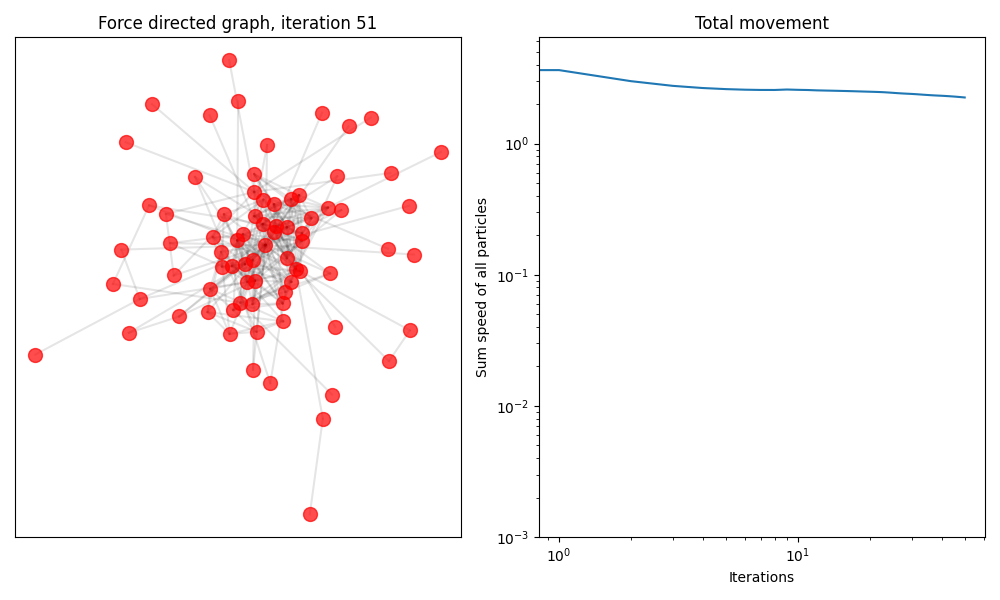 Force directed graph, iteration 51
Total movement
Sum speed of all particles
10⁰
10⁻¹
10⁻²
10⁻³
10⁰
10¹
Iterations